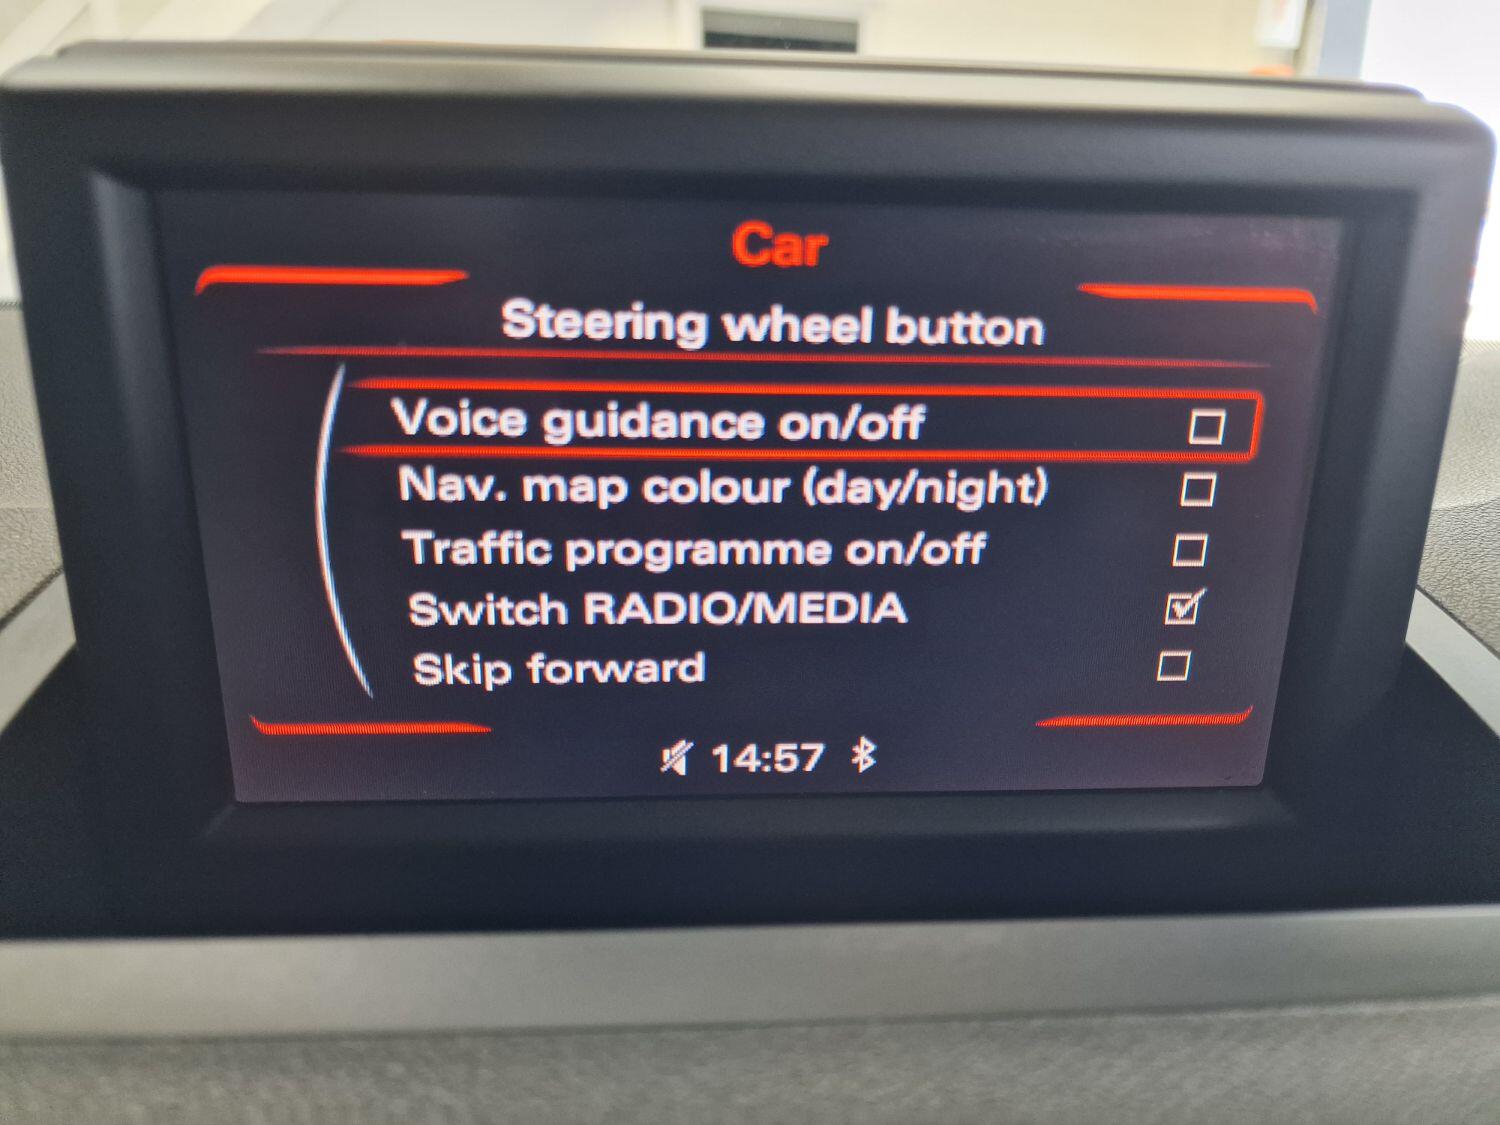 Car
Steering wheel button
Voice guidance on/off
Nav. map colour (day/night)
Traffic programme on/off
Switch RADIO/MEDIA
Skip forward
14:57